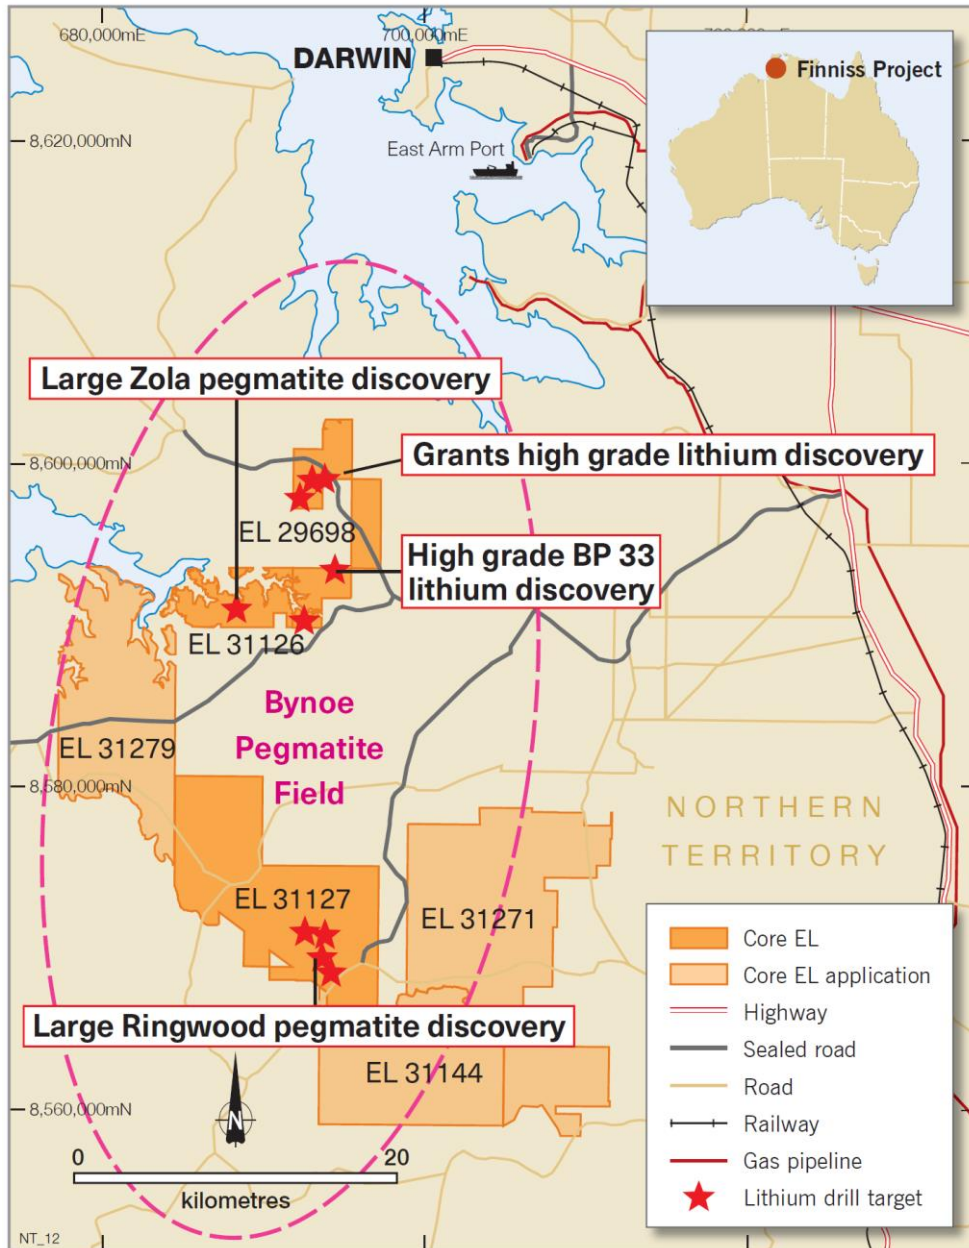 680,000mE
700,000mE
DARWIN
Finniss Project
8,620,000mN
East Arm Port
Large Zola pegmatite discovery
8,600,000mN
Grants high grade lithium discovery
EL 29698
High grade BP 33
lithium discovery
EL 31126
Bynoe
Pegmatite
Field
EL 31279
8,580,000mN
NORTHERN
TERRITORY
EL 31127
EL 31271
Large Ringwood pegmatite discovery
EL 31144
8,560,000mN
N
0 20
kilometres
NT_12
Core EL
Core EL application
Highway
Sealed road
Road
Railway
Gas pipeline
Lithium drill target